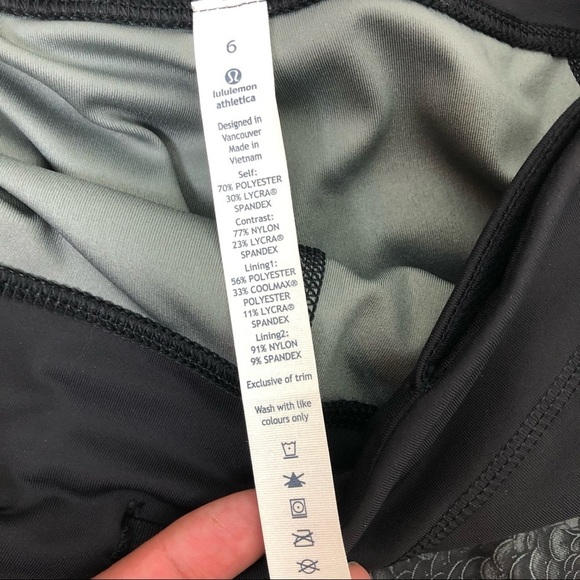 6
lululemon
athletica
Designed in
Vancouver
Made in
Vietnam
Self:
70% POLYESTER
30% LYCRA®
SPANDEX
Contrast:
77% NYLON
23% LYCRA®
SPANDEX
Lining1:
56% POLYESTER
33% COOLMAX®
POLYESTER
11% LYCRA®
SPANDEX
Lining2:
91% NYLON
9% SPANDEX
Exclusive of trim
Wash with like
colours only